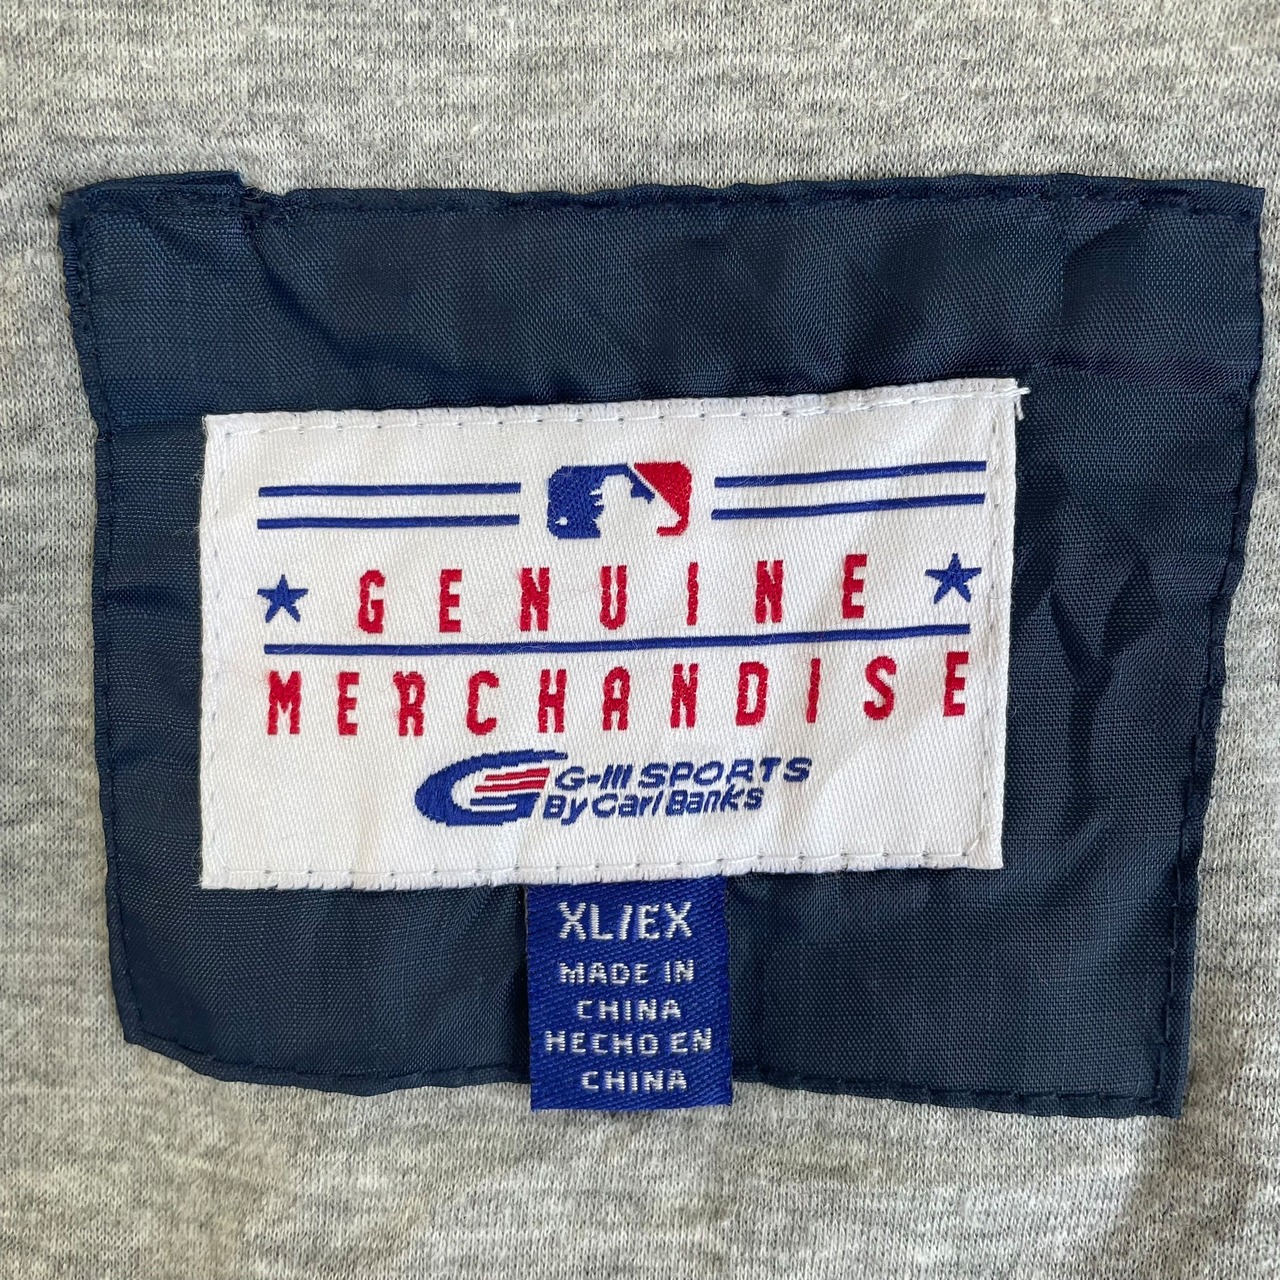 GENUINE
MERCHANDISE
G-III SPORTS
By Carl Banks
XL/EX
MADE IN
CHINA
HECHO EN
CHINA